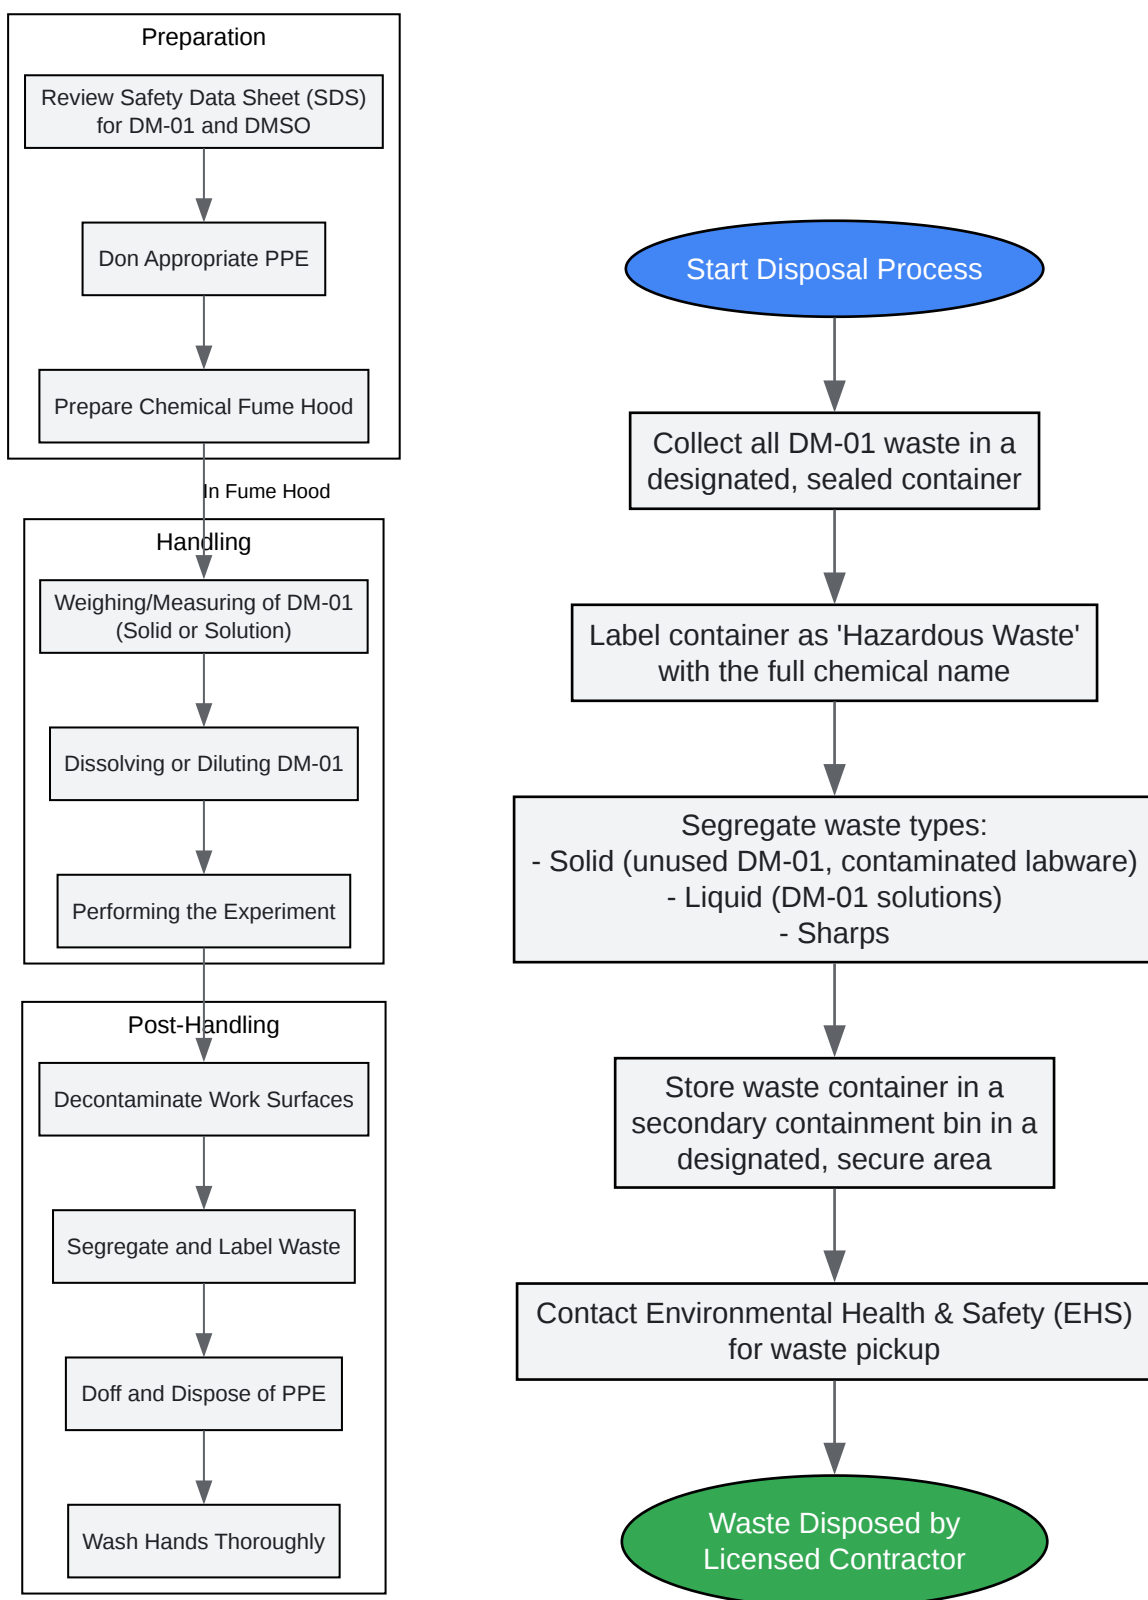 Preparation
Review Safety Data Sheet (SDS)
for DM-01 and DMSO
Don Appropriate PPE
Prepare Chemical Fume Hood
In Fume Hood
Handling
Weighing/Measuring of DM-01
(Solid or Solution)
Dissolving or Diluting DM-01
Performing the Experiment
Post-Handling
Decontaminate Work Surfaces
Segregate and Label Waste
Doff and Dispose of PPE
Wash Hands Thoroughly
Start Disposal Process
Collect all DM-01 waste in a
designated, sealed container
Label container as 'Hazardous Waste'
with the full chemical name
Segregate waste types:
- Solid (unused DM-01, contaminated labware)
- Liquid (DM-01 solutions)
- Sharps
Store waste container in a
secondary containment bin in a
designated, secure area
Contact Environmental Health & Safety (EHS)
for waste pickup
Waste Disposed by
Licensed Contractor